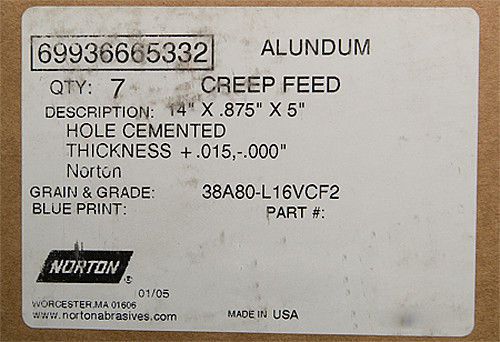 69936665332 ALUNDUM
QTY: 7 CREEP FEED
DESCRIPTION: 14" X .875" X 5"
HOLE CEMENTED
THICKNESS +.015,-.000"
Norton
GRAIN & GRADE: 38A80-L16VCF2
BLUE PRINT: PART #:
NORTON®
01/05
WORCESTER,MA 01606
www.nortonabrasives.com MADE IN USA